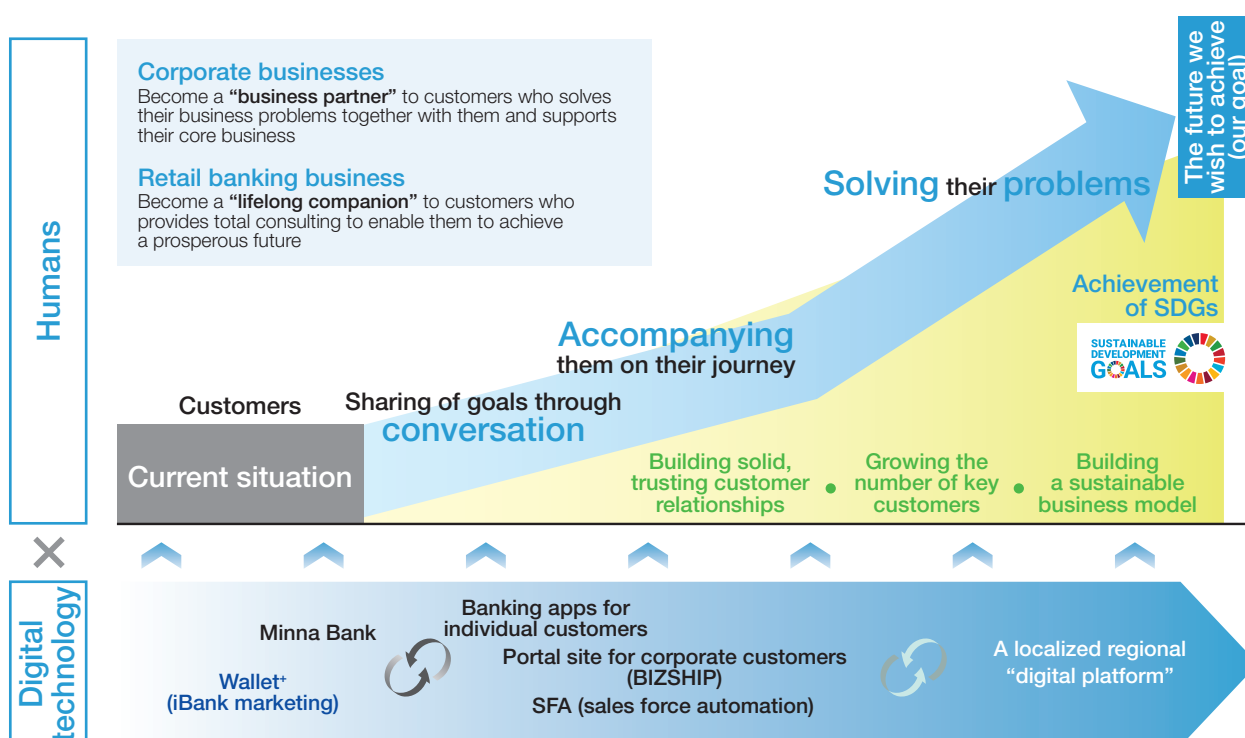 Humans
Corporate businesses
Become a “business partner” to customers who solves
their business problems together with them and supports
their core business
Retail banking business
Become a “lifelong companion” to customers who
provides total consulting to enable them to achieve
a prosperous future
The future we
wish to achieve
(our goal)
Solving their problems
Achievement
of SDGs
SUSTAINABLE
DEVELOPMENT
GOALS
Accompanying
them on their journey
Customers
Sharing of goals through
conversation
Current situation
Building solid,
trusting customer
relationships
•
Growing the
number of key
customers
•
Building
a sustainable
business model
×
Digital
technology
Minna Bank
Wallet⁺
(iBank marketing)
Banking apps for
individual customers
Portal site for corporate customers
(BIZSHIP)
SFA (sales force automation)
A localized regional
“digital platform”